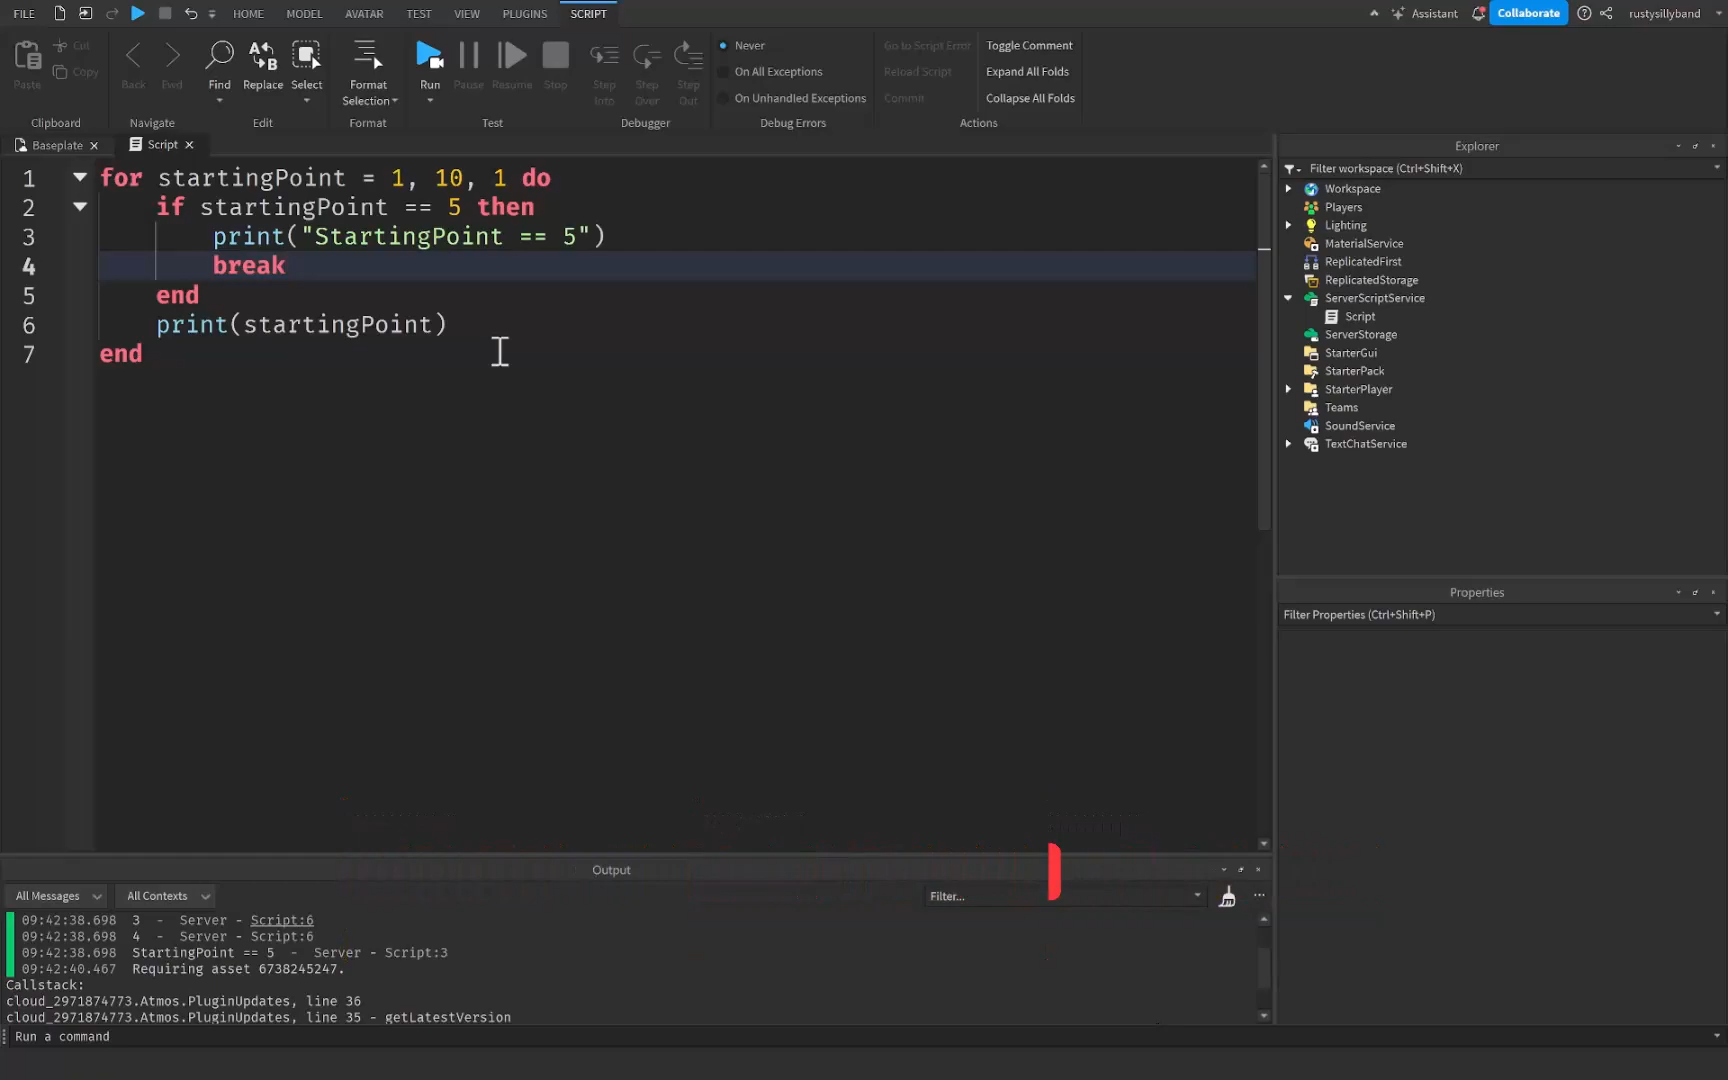 FILE HOME MODEL AVATAR TEST VIEW PLUGINS SCRIPT Assistant Collaborate rustysillyband
Paste Cut Copy
Back Fwd
Find Replace Select
Format Selection
Run Pause Resume Stop
Step Into Step Over Step Out
Never
On All Exceptions
On Unhandled Exceptions
Go to Script Error
Reload Script
Commit
Toggle Comment
Expand All Folds
Collapse All Folds
Clipboard Navigate Edit Format Test Debugger Debug Errors Actions
Baseplate Script
1 for startingPoint = 1, 10, 1 do
2 if startingPoint == 5 then
3 print("StartingPoint == 5")
4 break
5 end
6 print(startingPoint)
7 end
Explorer
Filter workspace (Ctrl+Shift+X)
Workspace
Players
Lighting
MaterialService
ReplicatedFirst
ReplicatedStorage
ServerScriptService
Script
ServerStorage
StarterGui
StarterPack
StarterPlayer
Teams
SoundService
TextChatService
Properties
Filter Properties (Ctrl+Shift+P)
Output
All Messages All Contexts Filter...
09:42:38.698 3 - Server - Script:6
09:42:38.698 4 - Server - Script:6
09:42:38.698 StartingPoint == 5 - Server - Script:3
09:42:40.467 Requiring asset 6738245247.
Callstack:
cloud_2971874773.Atmos.PluginUpdates, line 36
cloud_2971874773.Atmos.PluginUpdates, line 35 - getLatestVersion
Run a command